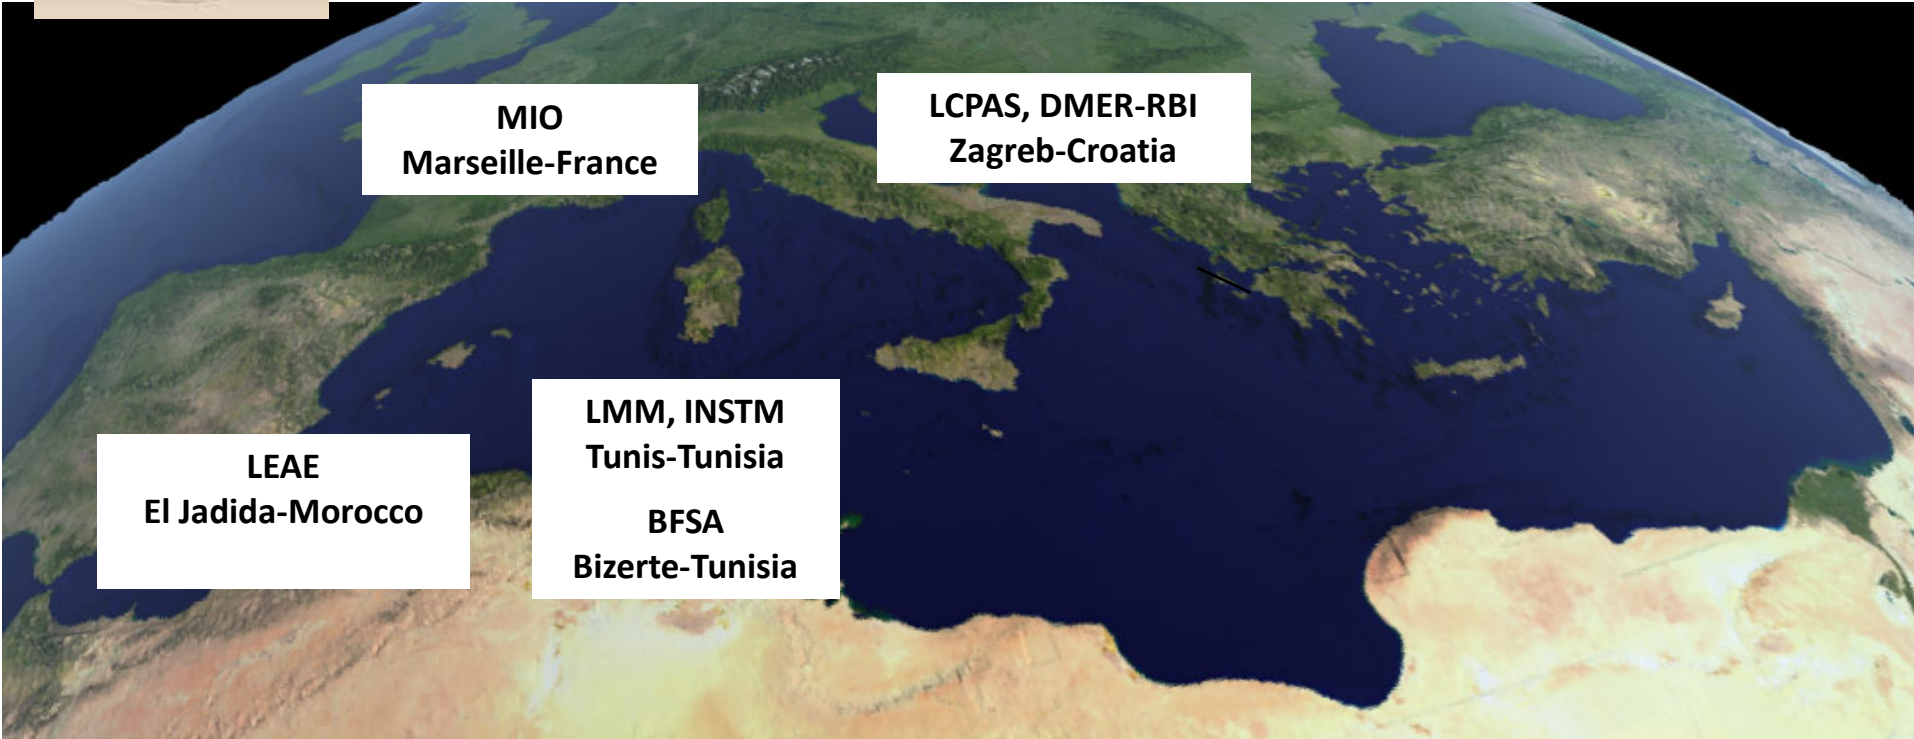 MIO
Marseille-France
LCPAS, DMER-RBI
Zagreb-Croatia
LMM, INSTM
Tunis-Tunisia
BFSA
Bizerte-Tunisia
LEAE
El Jadida-Morocco